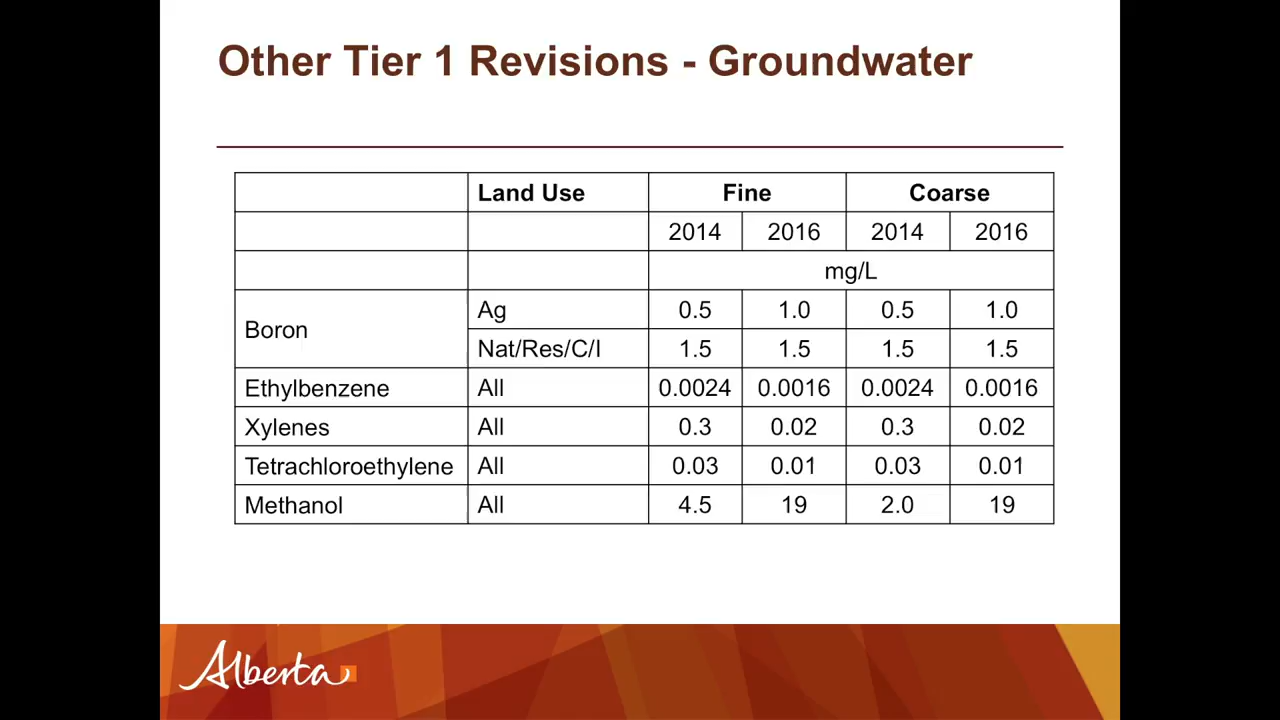 Other Tier 1 Revisions - Groundwater
Land Use Fine Coarse
2014 2016 2014 2016
mg/L
Boron
Ag 0.5 1.0 0.5 1.0
Nat/Res/C/I 1.5 1.5 1.5 1.5
Ethylbenzene All 0.0024 0.0016 0.0024 0.0016
Xylenes All 0.3 0.02 0.3 0.02
Tetrachloroethylene All 0.03 0.01 0.03 0.01
Methanol All 4.5 19 2.0 19
Alberta